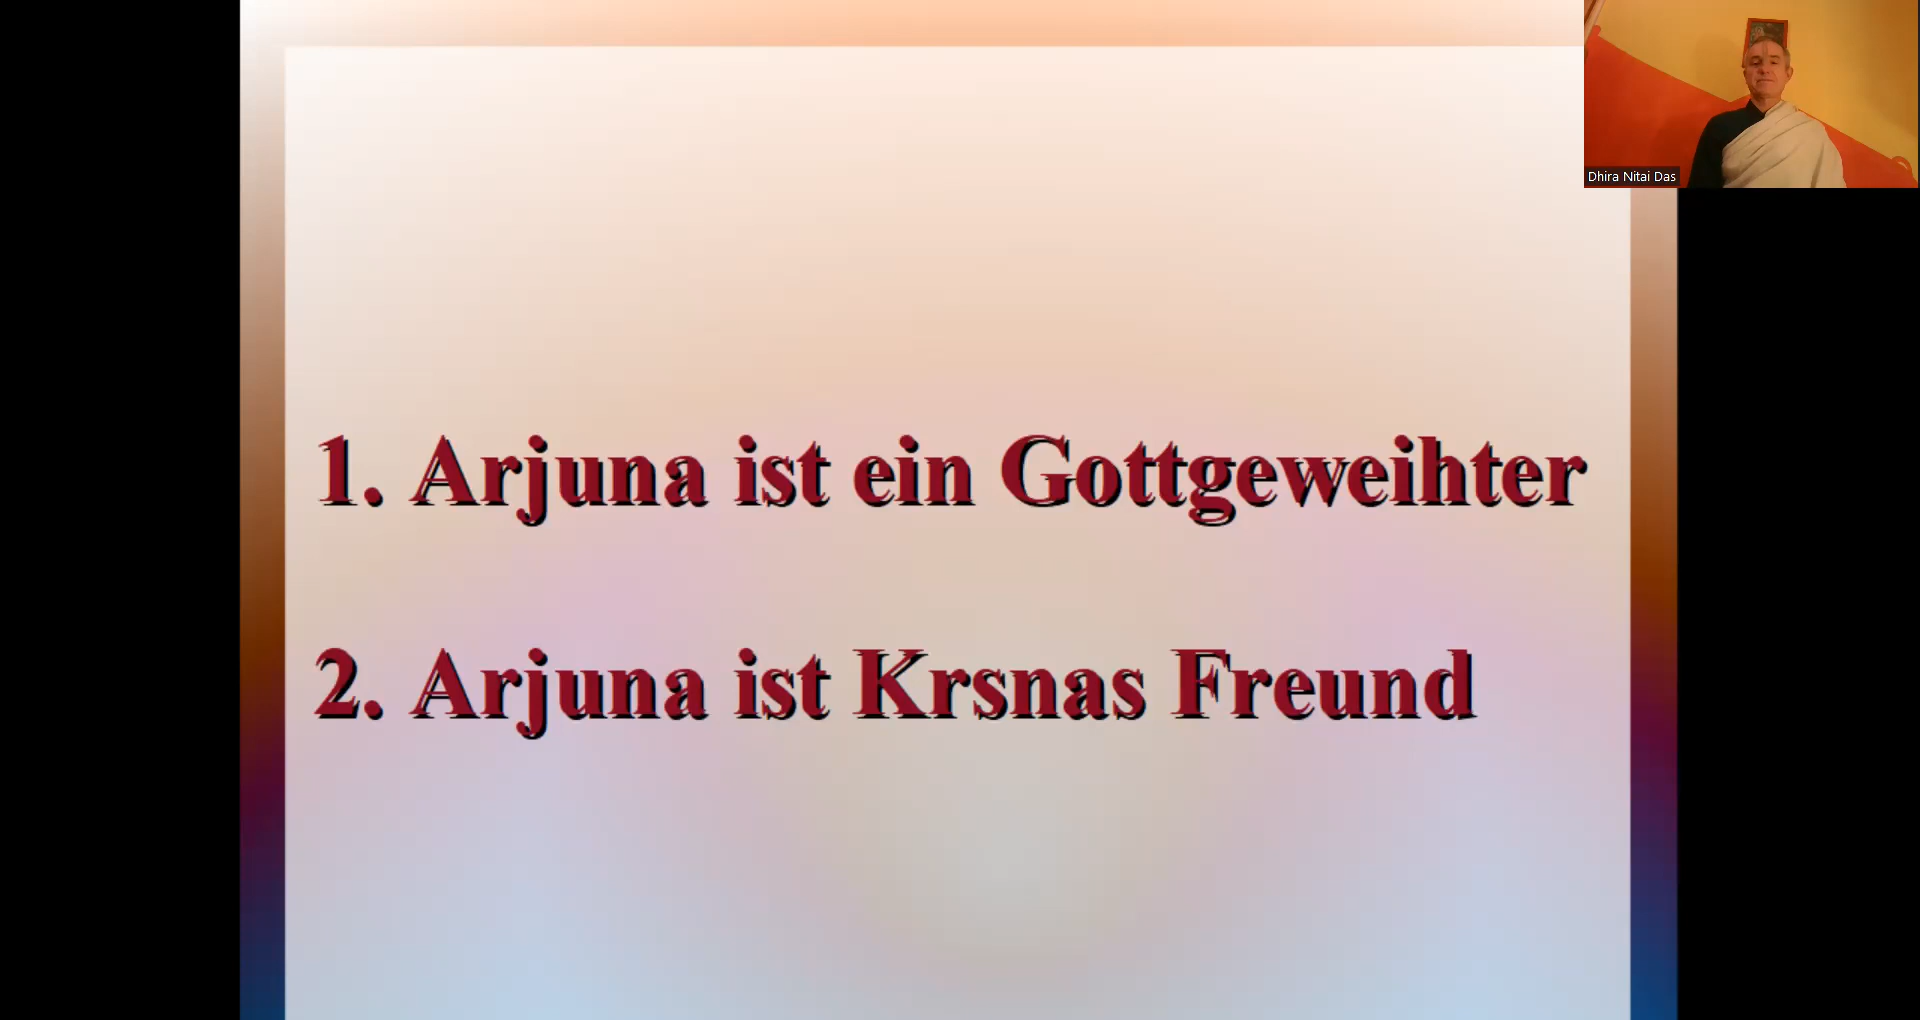 Dhira Nitai Das
1. Arjuna ist ein Gottgeweihter
2. Arjuna ist Krsnas Freund